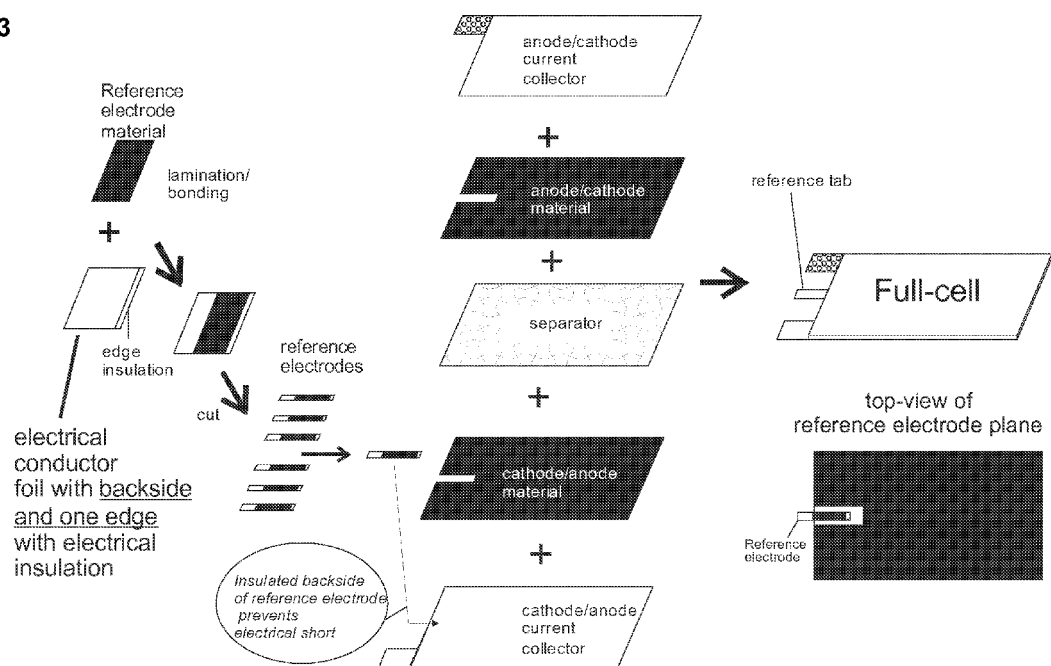 3
Reference
electrode
material
lamination/
bonding
edge
insulation
electrical
conductor
foil with backside
and one edge
with electrical
insulation
cut
reference
electrodes
Insulated backside
of reference electrode
prevents
electrical short
anode/cathode
current
collector
anode/cathode
material
separator
cathode/anode
material
cathode/anode
current
collector
reference tab
Full-cell
top-view of
reference electrode plane
Reference
electrode